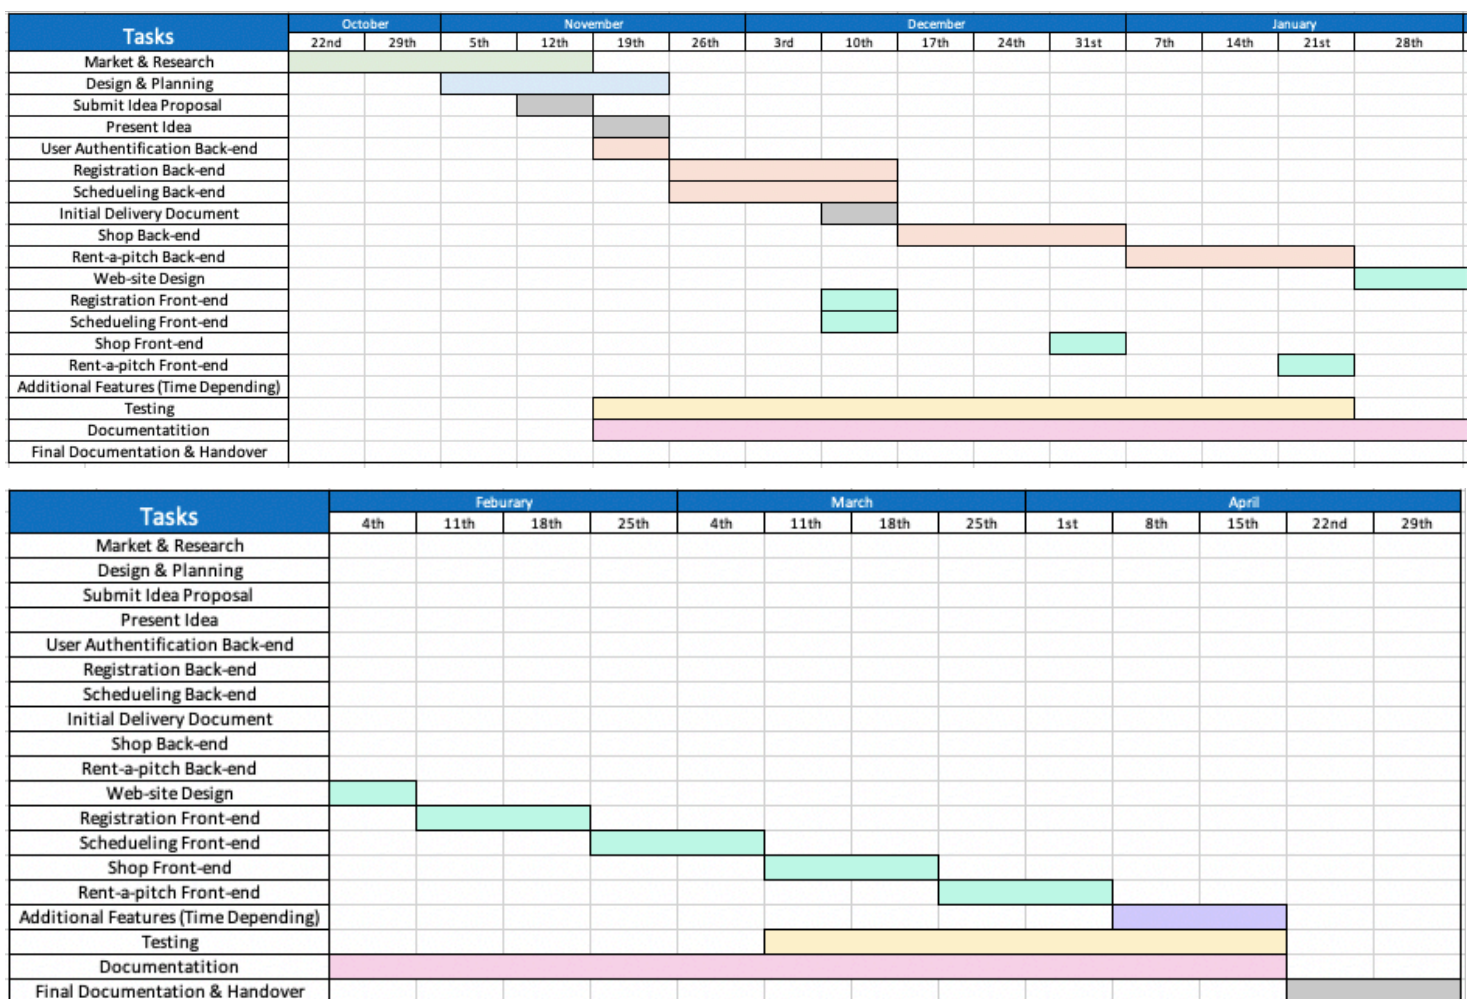 Tasks
October November December January
22nd 29th 5th 12th 19th 26th 3rd 10th 17th 24th 31st 7th 14th 21st 28th
Market & Research
Design & Planning
Submit Idea Proposal
Present Idea
User Authentification Back-end
Registration Back-end
Schedueling Back-end
Initial Delivery Document
Shop Back-end
Rent-a-pitch Back-end
Web-site Design
Registration Front-end
Schedueling Front-end
Shop Front-end
Rent-a-pitch Front-end
Additional Features (Time Depending)
Testing
Documentatition
Final Documentation & Handover
Tasks
Feburary March April
4th 11th 18th 25th 4th 11th 18th 25th 1st 8th 15th 22nd 29th
Market & Research
Design & Planning
Submit Idea Proposal
Present Idea
User Authentification Back-end
Registration Back-end
Schedueling Back-end
Initial Delivery Document
Shop Back-end
Rent-a-pitch Back-end
Web-site Design
Registration Front-end
Schedueling Front-end
Shop Front-end
Rent-a-pitch Front-end
Additional Features (Time Depending)
Testing
Documentatition
Final Documentation & Handover